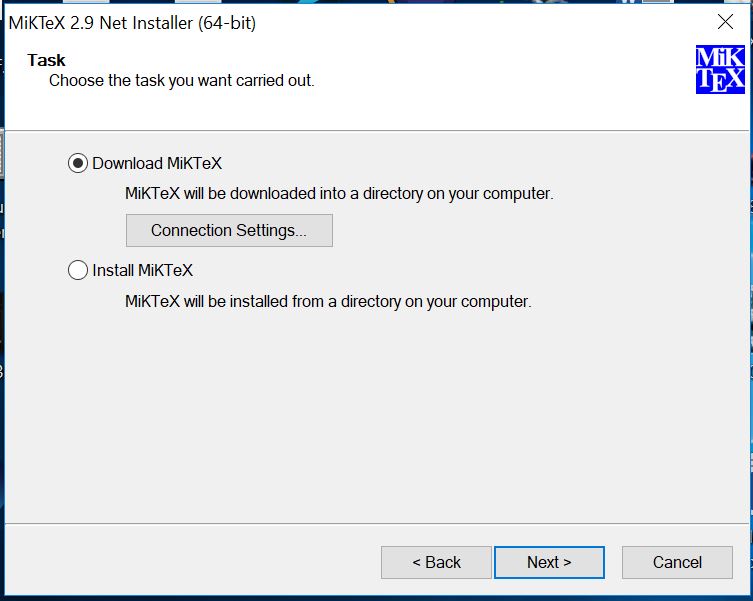 MiKTeX 2.9 Net Installer (64-bit)
Task
Choose the task you want carried out.
MiK
TEX
Download MiKTeX
MiKTeX will be downloaded into a directory on your computer.
Connection Settings...
Install MiKTeX
MiKTeX will be installed from a directory on your computer.
< Back
Next >
Cancel